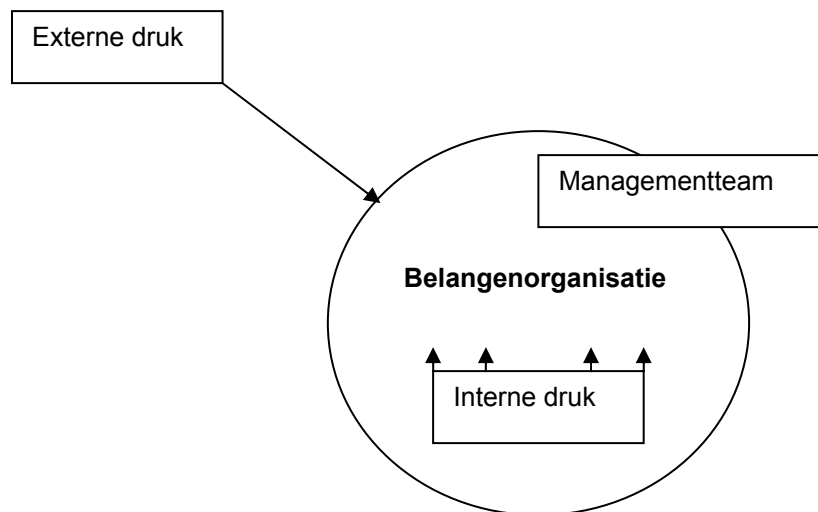 Externe druk
Managementteam
Belangenorganisatie
Interne druk